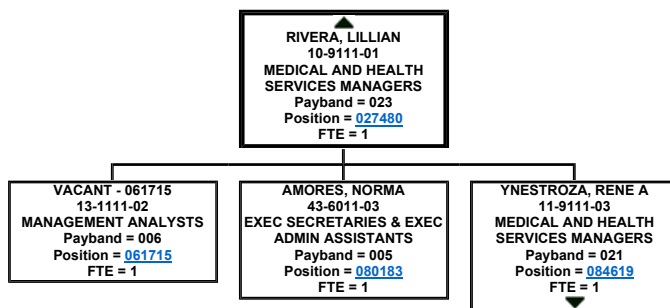 RIVERA, LILLIAN
10-9111-01
MEDICAL AND HEALTH
SERVICES MANAGERS
Payband = 023
Position = 027480
FTE = 1
VACANT - 061715
13-1111-02
MANAGEMENT ANALYSTS
Payband = 006
Position = 061715
FTE = 1
AMORES, NORMA
43-6011-03
EXEC SECRETARIES & EXEC
ADMIN ASSISTANTS
Payband = 005
Position = 080183
FTE = 1
YNESTROZA, RENE A
11-9111-03
MEDICAL AND HEALTH
SERVICES MANAGERS
Payband = 021
Position = 084619
FTE = 1